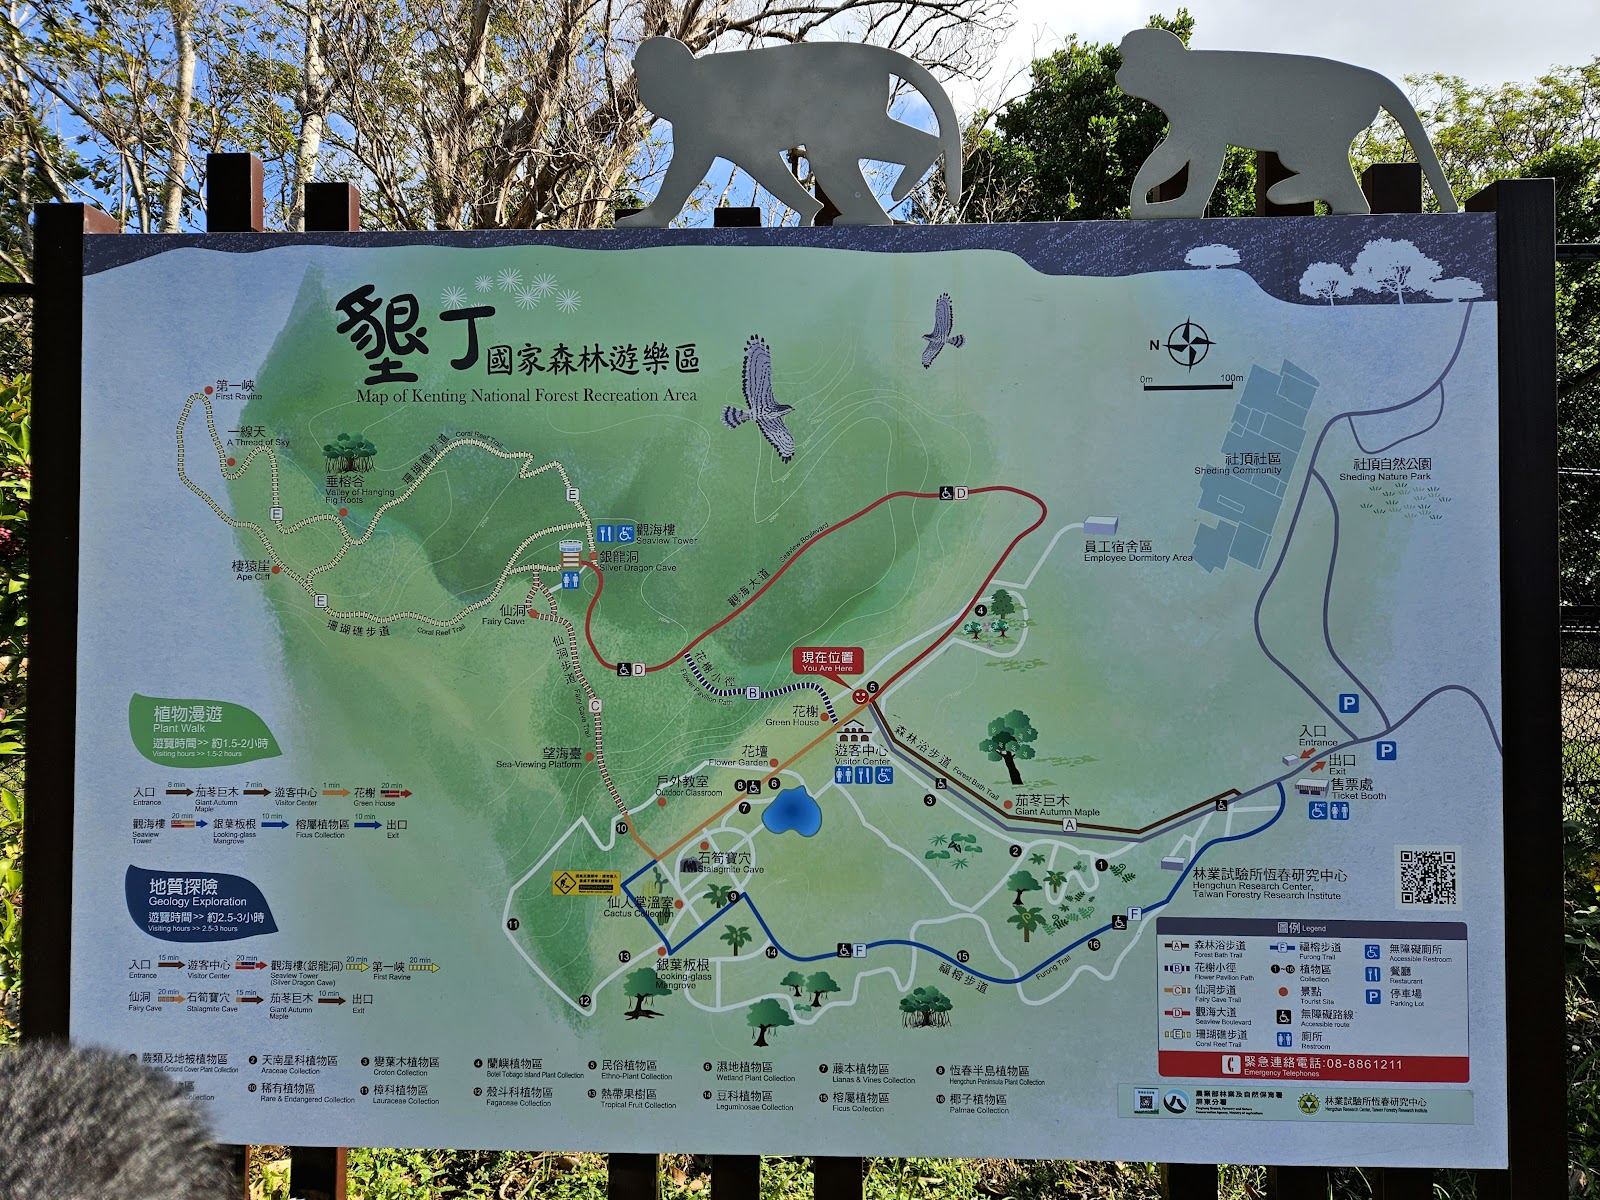 墾丁國家森林遊樂區
Map of Kenting National Forest Recreation Area
N
0m 100m
第一峽
First Ravine
一線天
A Thread of Sky
垂榕谷
Valley of Hanging
Fig Roots
珊瑚礁步道
Coral Reef Trail
E
E
E
棲猿崖
Ape Cliff
珊瑚礁步道
Coral Reef Trail
觀海樓
Seaview Tower
銀龍洞
Silver Dragon Cave
仙洞
Fairy Cave
仙洞步道
Fairy Cave Trail
C
D
D
觀海大道
Seaview Boulevard
花榭小徑
Flower Pavilion Path
B
現在位置
You Are Here
社頂社區
Sheding Community
社頂自然公園
Sheding Nature Park
員工宿舍區
Employee Dormitory Area
4
5
花榭
Green House
遊客中心
Visitor Center
森林浴步道
Forest Bath Trail
望海臺
Sea-Viewing Platform
花壇
Flower Garden
戶外教室
Outdoor Classroom
8
6
7
3
茄苳巨木
Giant Autumn Maple
A
P
P
入口
Entrance
出口
Exit
售票處
Ticket Booth
10
石筍寶穴
Stalagmite Cave
仙人掌溫室
Cactus Collection
9
2
1
林業試驗所恆春研究中心
Hengchun Research Center,
Taiwan Forestry Research Institute
11
13
12
銀葉板根
Looking-glass
Mangrove
14
F
15
16
F
福榕步道
Furong Trail
植物漫遊
Plant Walk
遊覽時間>> 約1.5-2小時
Visiting hours >> 1.5-2 hours
入口
Entrance
8 min
茄苳巨木
Giant Autumn
Maple
7 min
遊客中心
Visitor Center
1 min
花榭
Green House
20 min
觀海樓
Seaview
Tower
20 min
銀葉板根
Looking-glass
Mangrove
10 min
榕屬植物區
Ficus Collection
10 min
出口
Exit
地質探險
Geology Exploration
遊覽時間>> 約2.5-3小時
Visiting hours >> 2.5-3 hours
入口
Entrance
15 min
遊客中心
Visitor Center
20 min
觀海樓(銀龍洞)
Seaview Tower
(Silver Dragon Cave)
20 min
第一峽
First Ravine
20 min
仙洞
Fairy Cave
20 min
石筍寶穴
Stalagmite Cave
15 min
茄苳巨木
Giant Autumn
Maple
10 min
出口
Exit
圖例 Legend
A 森林浴步道
Forest Bath Trail
B 花榭小徑
Flower Pavilion Path
C 仙洞步道
Fairy Cave Trail
D 觀海大道
Seaview Boulevard
E 珊瑚礁步道
Coral Reef Trail
F 福榕步道
Furong Trail
1~16 植物區
Collections
景點
Tourist Site
無障礙路線
Accessible route
廁所
Restroom
無障礙廁所
Accessible Restroom
餐廳
Restaurant
P 停車場
Parking Lot
緊急連絡電話:08-8861211
Emergency Telephones
蕨類及地被植物區
and Ground Cover Plant Collection
2 天南星科植物區
Araceae Collection
3 變葉木植物區
Croton Collection
4 蘭嶼植物區
Botel Tobago Island Plant Collection
5 民俗植物區
Ethno-Plant Collection
6 濕地植物區
Wetland Plant Collection
7 藤本植物區
Lianas & Vines Collection
8 恆春半島植物區
Hengchun Peninsula Plant Collection
10 稀有植物區
Rare & Endangered Collection
11 樟科植物區
Lauraceae Collection
12 殼斗科植物區
Fagaceae Collection
13 熱帶果樹區
Tropical Fruit Collection
14 豆科植物區
Leguminosae Collection
15 榕屬植物區
Ficus Collection
16 椰子植物區
Palmae Collection
農業部林業及自然保育署
屏東分署
林業試驗所恆春研究中心
Hengchun Research Center, Taiwan Forestry Research Institute